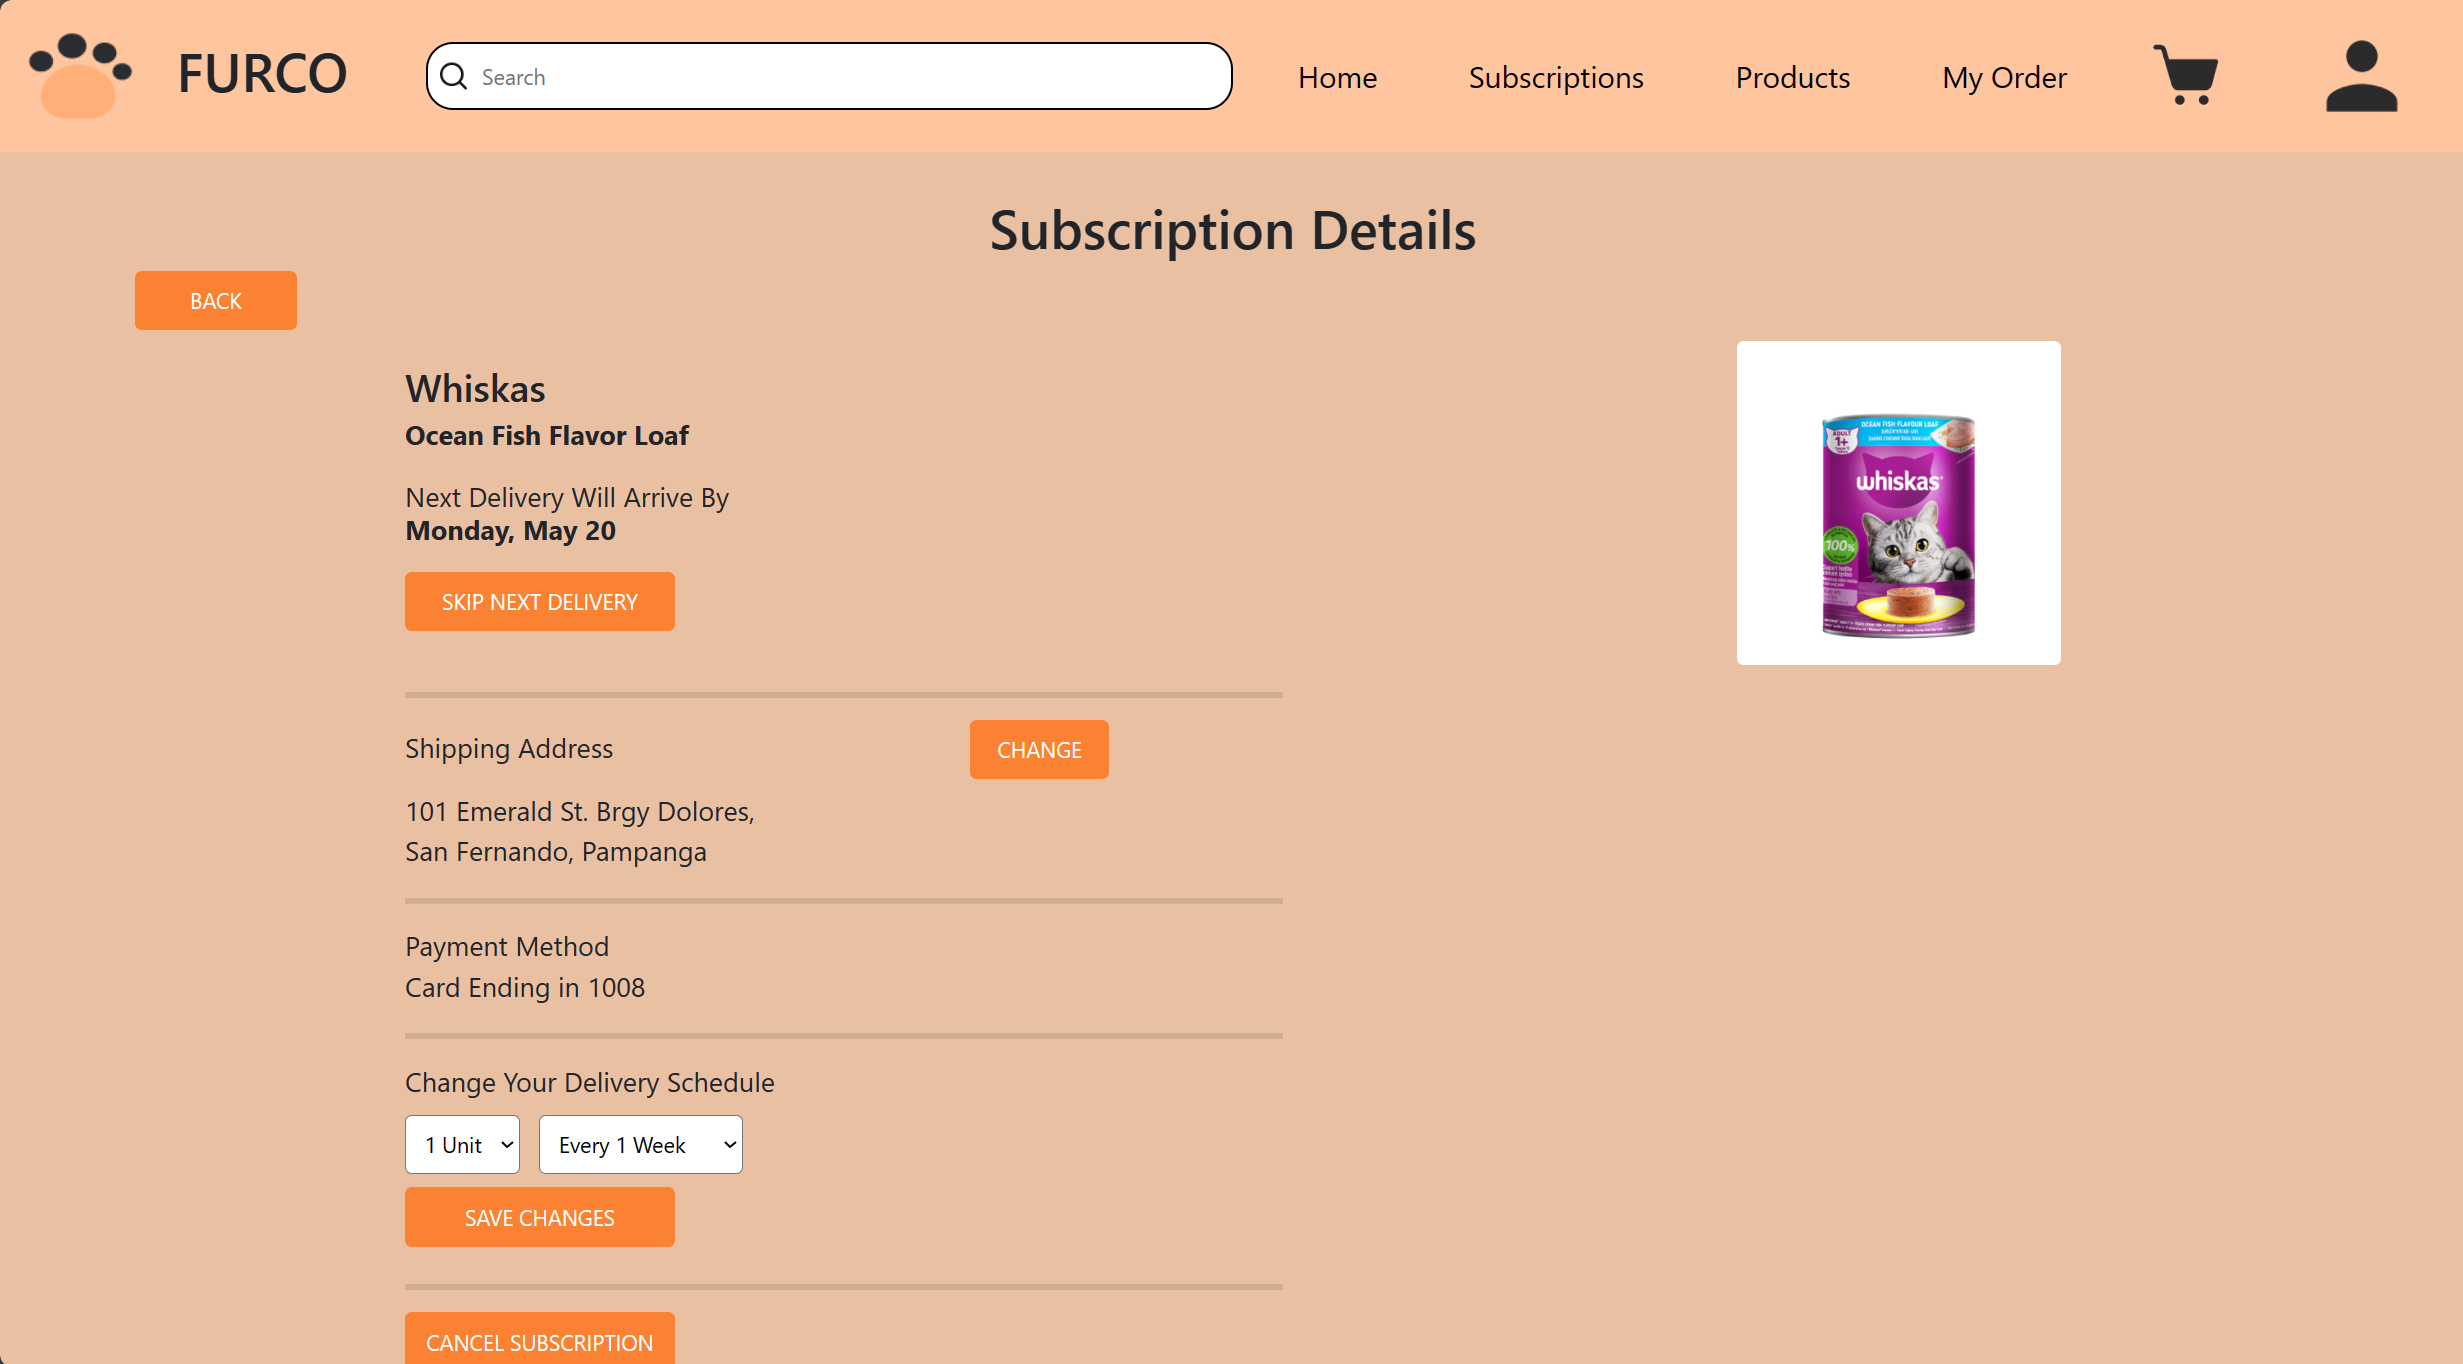 FURCO
Search
Home
Subscriptions
Products
My Order
Subscription Details
BACK
Whiskas
Ocean Fish Flavor Loaf
Next Delivery Will Arrive By
Monday, May 20
SKIP NEXT DELIVERY
OCEAN FISH FLAVOUR LOAF
ADULT
1+
whiskas
100%
Shipping Address
CHANGE
101 Emerald St. Brgy Dolores,
San Fernando, Pampanga
Payment Method
Card Ending in 1008
Change Your Delivery Schedule
1 Unit
Every 1 Week
SAVE CHANGES
CANCEL SUBSCRIPTION